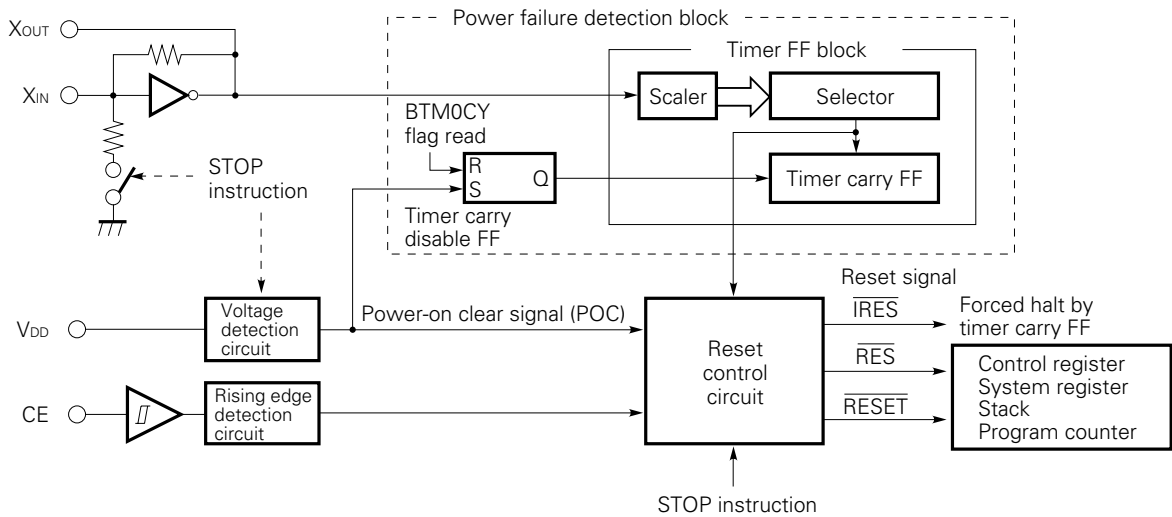 Power failure detection block
XOUT
Timer FF block
XIN
Scaler
Selector
BTM0CY
flag read
R
S
Q
Timer carry FF
STOP
instruction
Timer carry
disable FF
Reset signal
VDD
Voltage
detection
circuit
Power-on clear signal (POC)
IRES
Forced halt by
timer carry FF
Reset
control
circuit
RES
RESET
Control register
System register
Stack
Program counter
CE
Rising edge
detection
circuit
STOP instruction